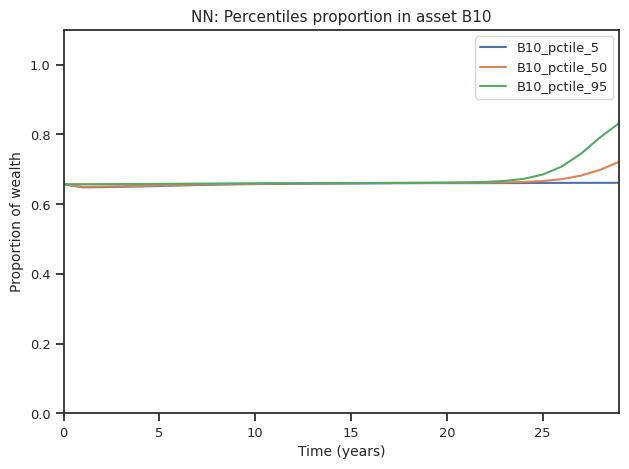 NN: Percentiles proportion in asset B10
B10_pctile_5
B10_pctile_50
B10_pctile_95
Proportion of wealth
1.0
0.8
0.6
0.4
0.2
0.0
0 5 10 15 20 25
Time (years)